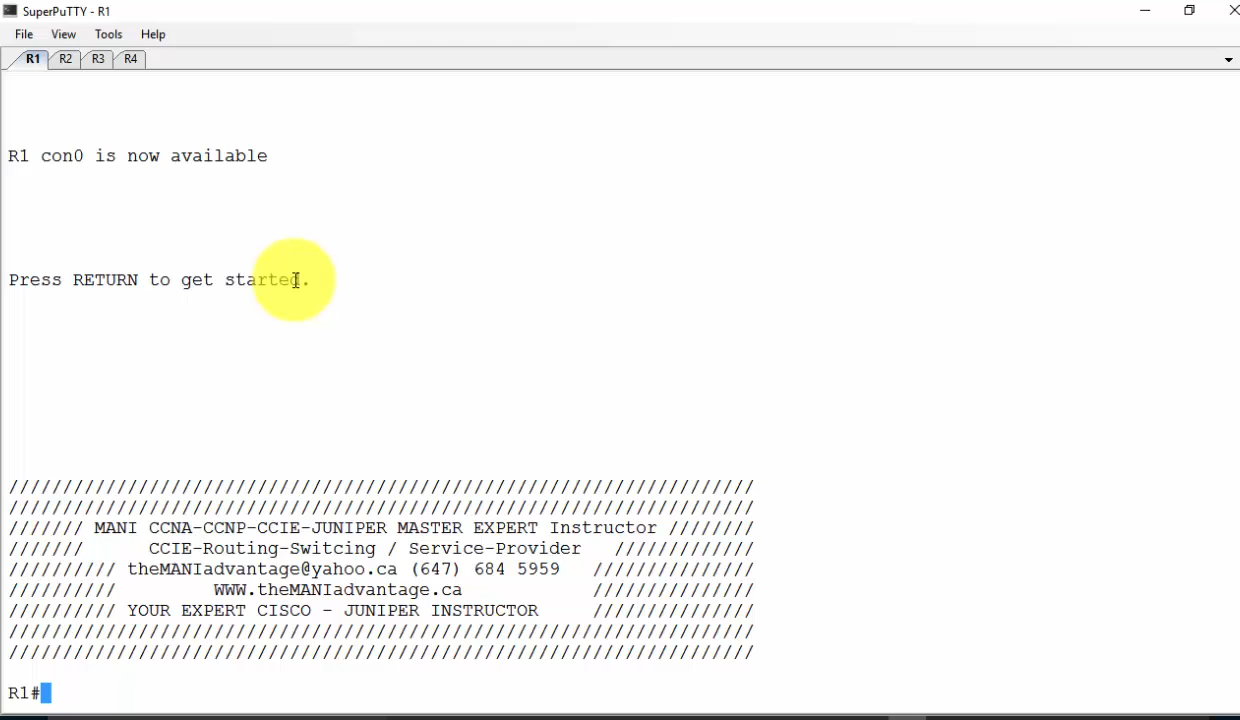 SuperPuTTY - R1
File View Tools Help
R1 R2 R3 R4
R1 con0 is now available
Press RETURN to get started.
/////////////////////////////////////////////////////////////////////
/////////////////////////////////////////////////////////////////////
/////// MANI CCNA-CCNP-CCIE-JUNIPER MASTER EXPERT Instructor ////////
///////      CCIE-Routing-Switcing / Service-Provider   /////////////
////////// theMANIadvantage@yahoo.ca (647) 684 5959   ///////////////
//////////         WWW.theMANIadvantage.ca            ///////////////
////////// YOUR EXPERT CISCO - JUNIPER INSTRUCTOR     ///////////////
/////////////////////////////////////////////////////////////////////
/////////////////////////////////////////////////////////////////////
R1#